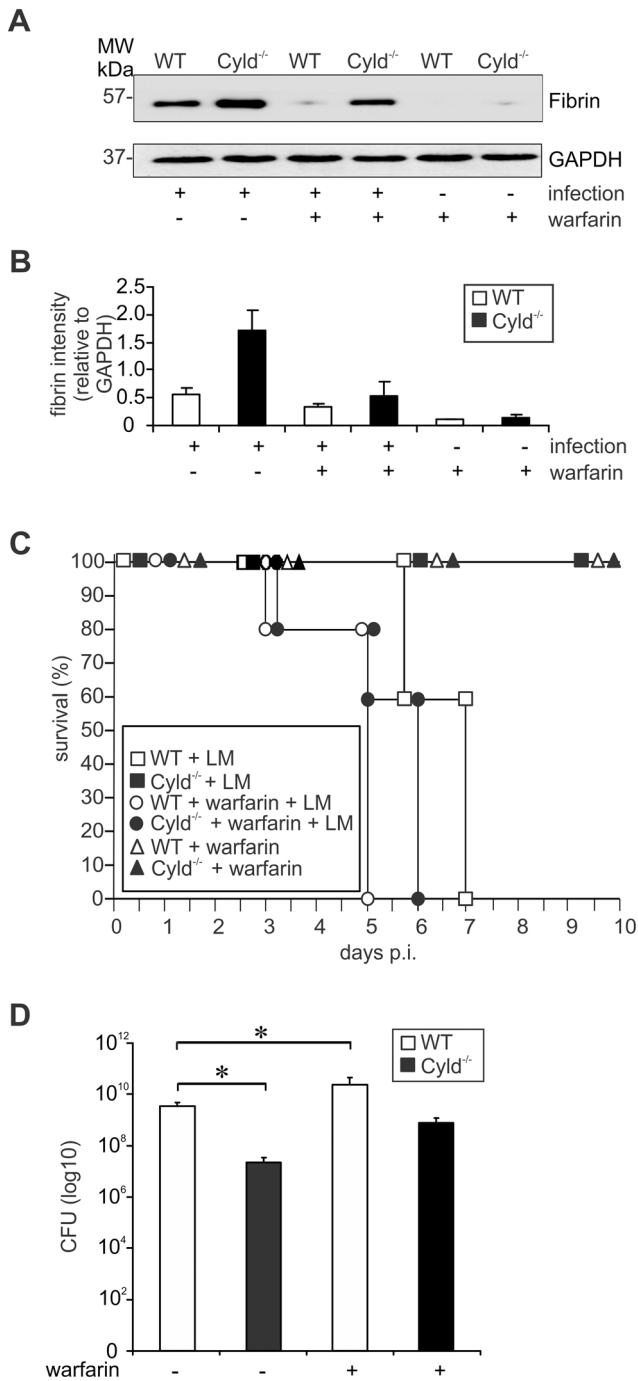 A
MW kDa WT Cyld-/- WT Cyld-/- WT Cyld-/-
57- Fibrin
37- GAPDH
+ + + + - - infection
- - + + + + warfarin
B
fibrin intensity (relative to GAPDH)
2.5
2.0
1.5
1.0
0.5
0
WT
Cyld-/-
+ + + + - - infection
- - + + + + warfarin
C
survival (%)
100
90
80
70
60
50
40
30
20
10
0
WT + LM
Cyld-/- + LM
WT + warfarin + LM
Cyld-/- + warfarin + LM
WT + warfarin
Cyld-/- + warfarin
0 1 2 3 4 5 6 7 8 9 10
days p.i.
D
CFU (log10)
10^12
10^10
10^8
10^6
10^4
10^2
0
* *
WT
Cyld-/-
warfarin - - + +